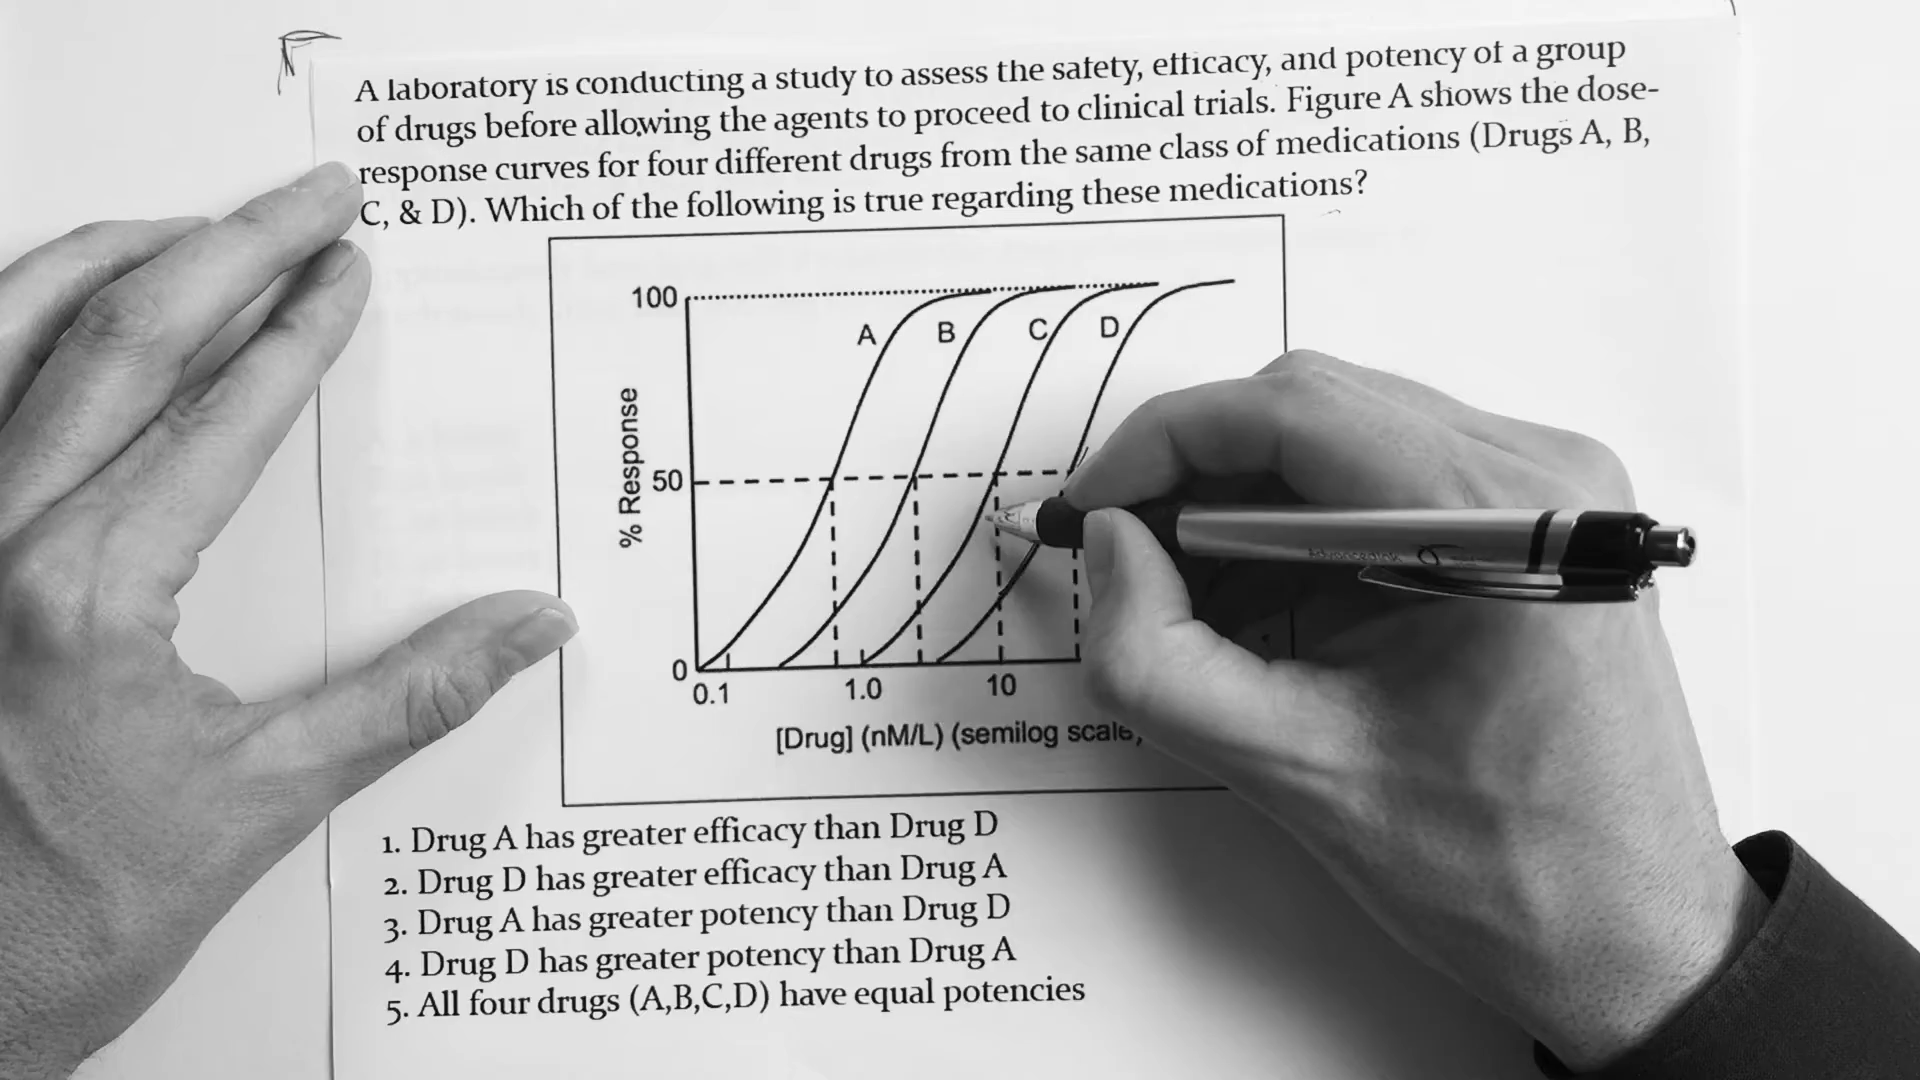 A laboratory is conducting a study to assess the safety, efficacy, and potency of a group
of drugs before allowing the agents to proceed to clinical trials. Figure A shows the dose-
response curves for four different drugs from the same class of medications (Drugs A, B,
C, & D). Which of the following is true regarding these medications?
100
A B C D
% Response
50
0
0.1 1.0 10
[Drug] (nM/L) (semilog scale)
1. Drug A has greater efficacy than Drug D
2. Drug D has greater efficacy than Drug A
3. Drug A has greater potency than Drug D
4. Drug D has greater potency than Drug A
5. All four drugs (A,B,C,D) have equal potencies